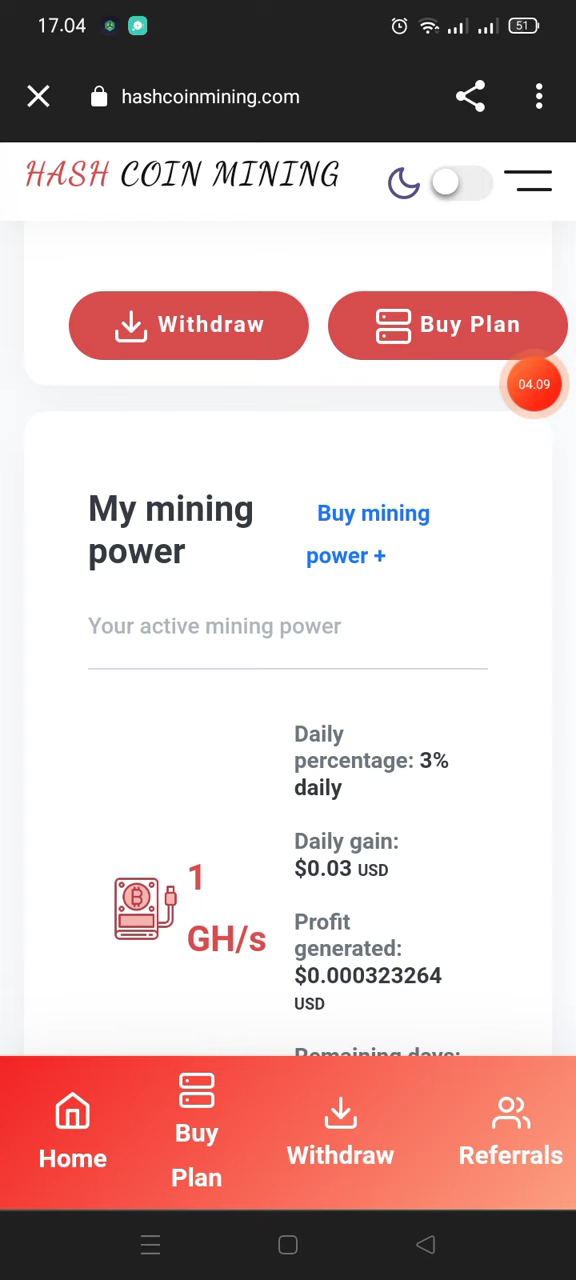 17.04
51
hashcoinmining.com
HASH COIN MINING
Withdraw
Buy Plan
04.09
My mining
power
Buy mining
power +
Your active mining power
Daily
percentage: 3%
daily
Daily gain:
$0.03 USD
Profit
generated:
$0.000323264
USD
Remaining days:
1
GH/s
Home
Buy
Plan
Withdraw
Referrals